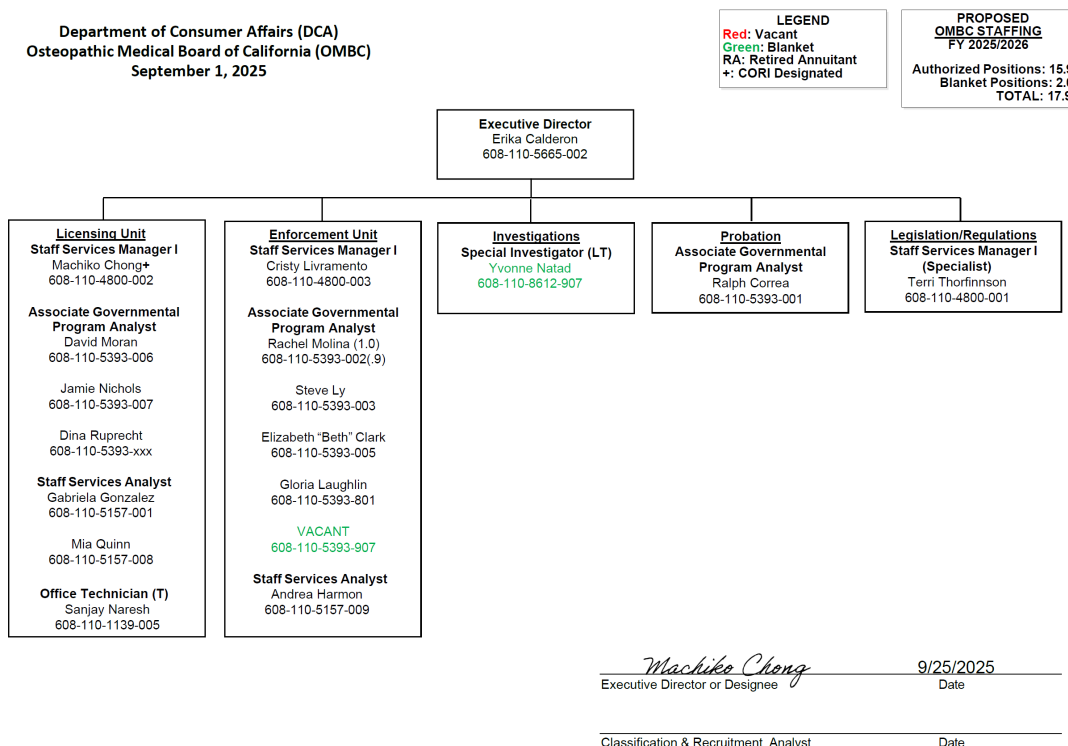 Department of Consumer Affairs (DCA)
Osteopathic Medical Board of California (OMBC)
September 1, 2025
LEGEND
Red: Vacant
Green: Blanket
RA: Retired Annuitant
+: CORI Designated
PROPOSED
OMBC STAFFING
FY 2025/2026
Authorized Positions: 15.9
Blanket Positions: 2.0
TOTAL: 17.9
Executive Director
Erika Calderon
608-110-5665-002
Licensing Unit
Staff Services Manager I
Machiko Chong+
608-110-4800-002
Associate Governmental
Program Analyst
David Moran
608-110-5393-006
Jamie Nichols
608-110-5393-007
Dina Ruprecht
608-110-5393-xxx
Staff Services Analyst
Gabriela Gonzalez
608-110-5157-001
Mia Quinn
608-110-5157-008
Office Technician (T)
Sanjay Naresh
608-110-1139-005
Enforcement Unit
Staff Services Manager I
Cristy Livramento
608-110-4800-003
Associate Governmental
Program Analyst
Rachel Molina (1.0)
608-110-5393-002(.9)
Steve Ly
608-110-5393-003
Elizabeth “Beth” Clark
608-110-5393-005
Gloria Laughlin
608-110-5393-801
VACANT
608-110-5393-907
Staff Services Analyst
Andrea Harmon
608-110-5157-009
Investigations
Special Investigator (LT)
Yvonne Natad
608-110-8612-907
Probation
Associate Governmental
Program Analyst
Ralph Correa
608-110-5393-001
Legislation/Regulations
Staff Services Manager I
(Specialist)
Terri Thorfinnson
608-110-4800-001
Machiko Chong 9/25/2025
Executive Director or Designee Date
Classification & Recruitment Analyst Date